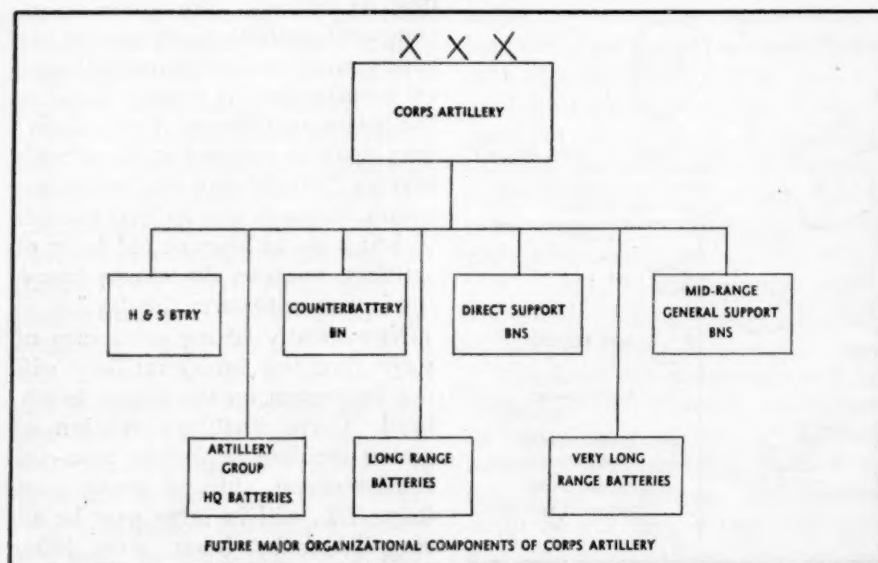 X X X
CORPS ARTILLERY
H & S BTRY
COUNTERBATTERY
BN
DIRECT SUPPORT
BNS
MID-RANGE
GENERAL SUPPORT
BNS
ARTILLERY
GROUP
HQ BATTERIES
LONG RANGE
BATTERIES
VERY LONG
RANGE BATTERIES
FUTURE MAJOR ORGANIZATIONAL COMPONENTS OF CORPS ARTILLERY